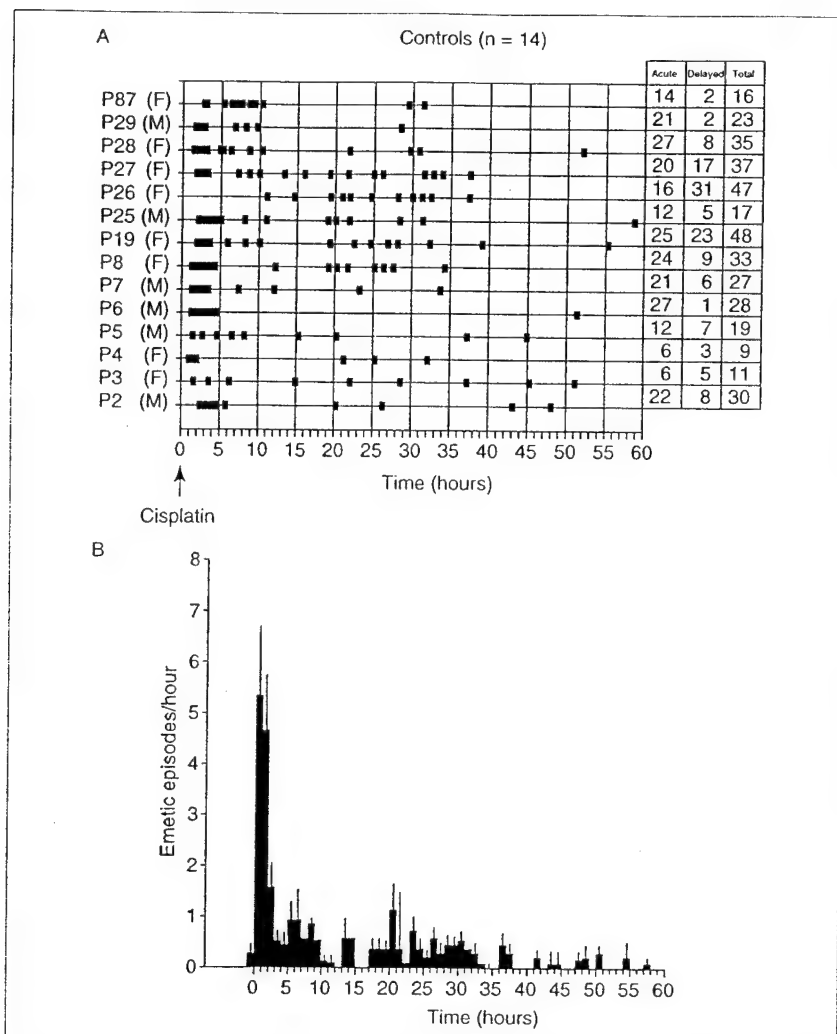 A
Controls (n = 14)
Acute Delayed Total
P87 (F) 14 2 16
P29 (M) 21 2 23
P28 (F) 27 8 35
P27 (F) 20 17 37
P26 (F) 16 31 47
P25 (M) 12 5 17
P19 (F) 25 23 48
P8 (F) 24 9 33
P7 (M) 21 6 27
P6 (M) 27 1 28
P5 (M) 12 7 19
P4 (F) 6 3 9
P3 (F) 6 5 11
P2 (M) 22 8 30
0 5 10 15 20 25 30 35 40 45 50 55 60
Time (hours)
Cisplatin
B
8
7
6
5
4
3
2
1
0
Emetic episodes/hour
0 5 10 15 20 25 30 35 40 45 50 55 60
Time (hours)